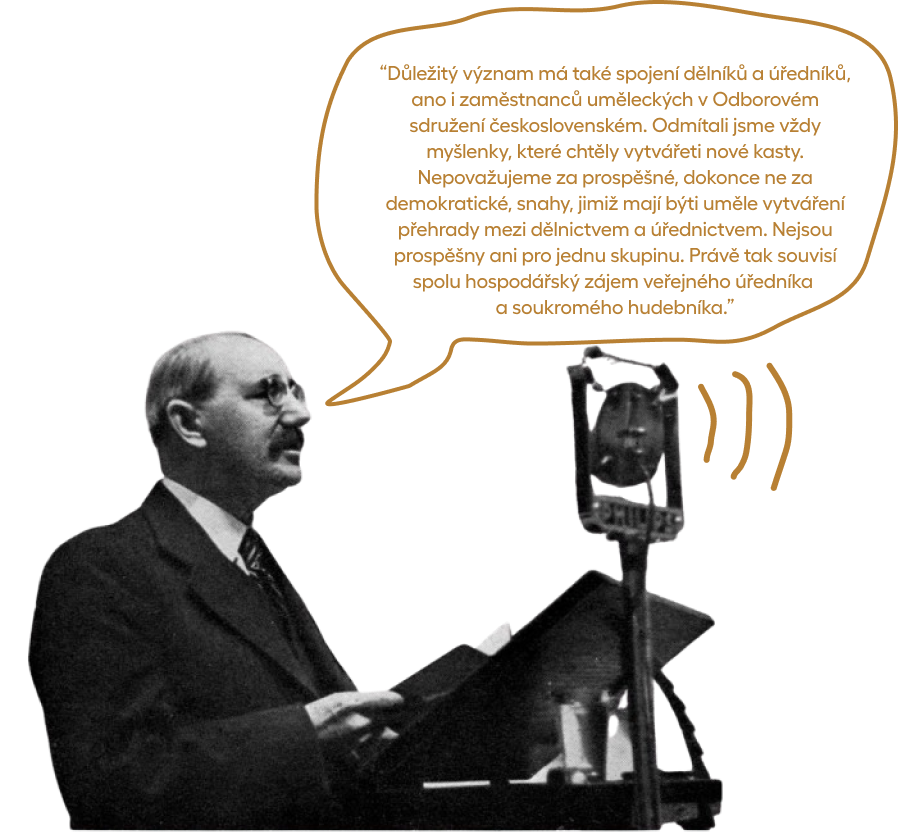 “Důležitý význam má také spojení dělníků a úředníků,
ano i zaměstnanců uměleckých v Odborovém
sdružení československém. Odmítali jsme vždy
myšlenky, které chtěly vytvářeti nové kasty.
Nepovažujeme za prospěšné, dokonce ne za
demokratické, snahy, jimiž mají býti uměle vytváření
přehrady mezi dělnictvem a úřednictvem. Nejsou
prospěšny ani pro jednu skupinu. Právě tak souvisí
spolu hospodářský zájem veřejného úředníka
a soukromého hudebníka.”
PHILIPS